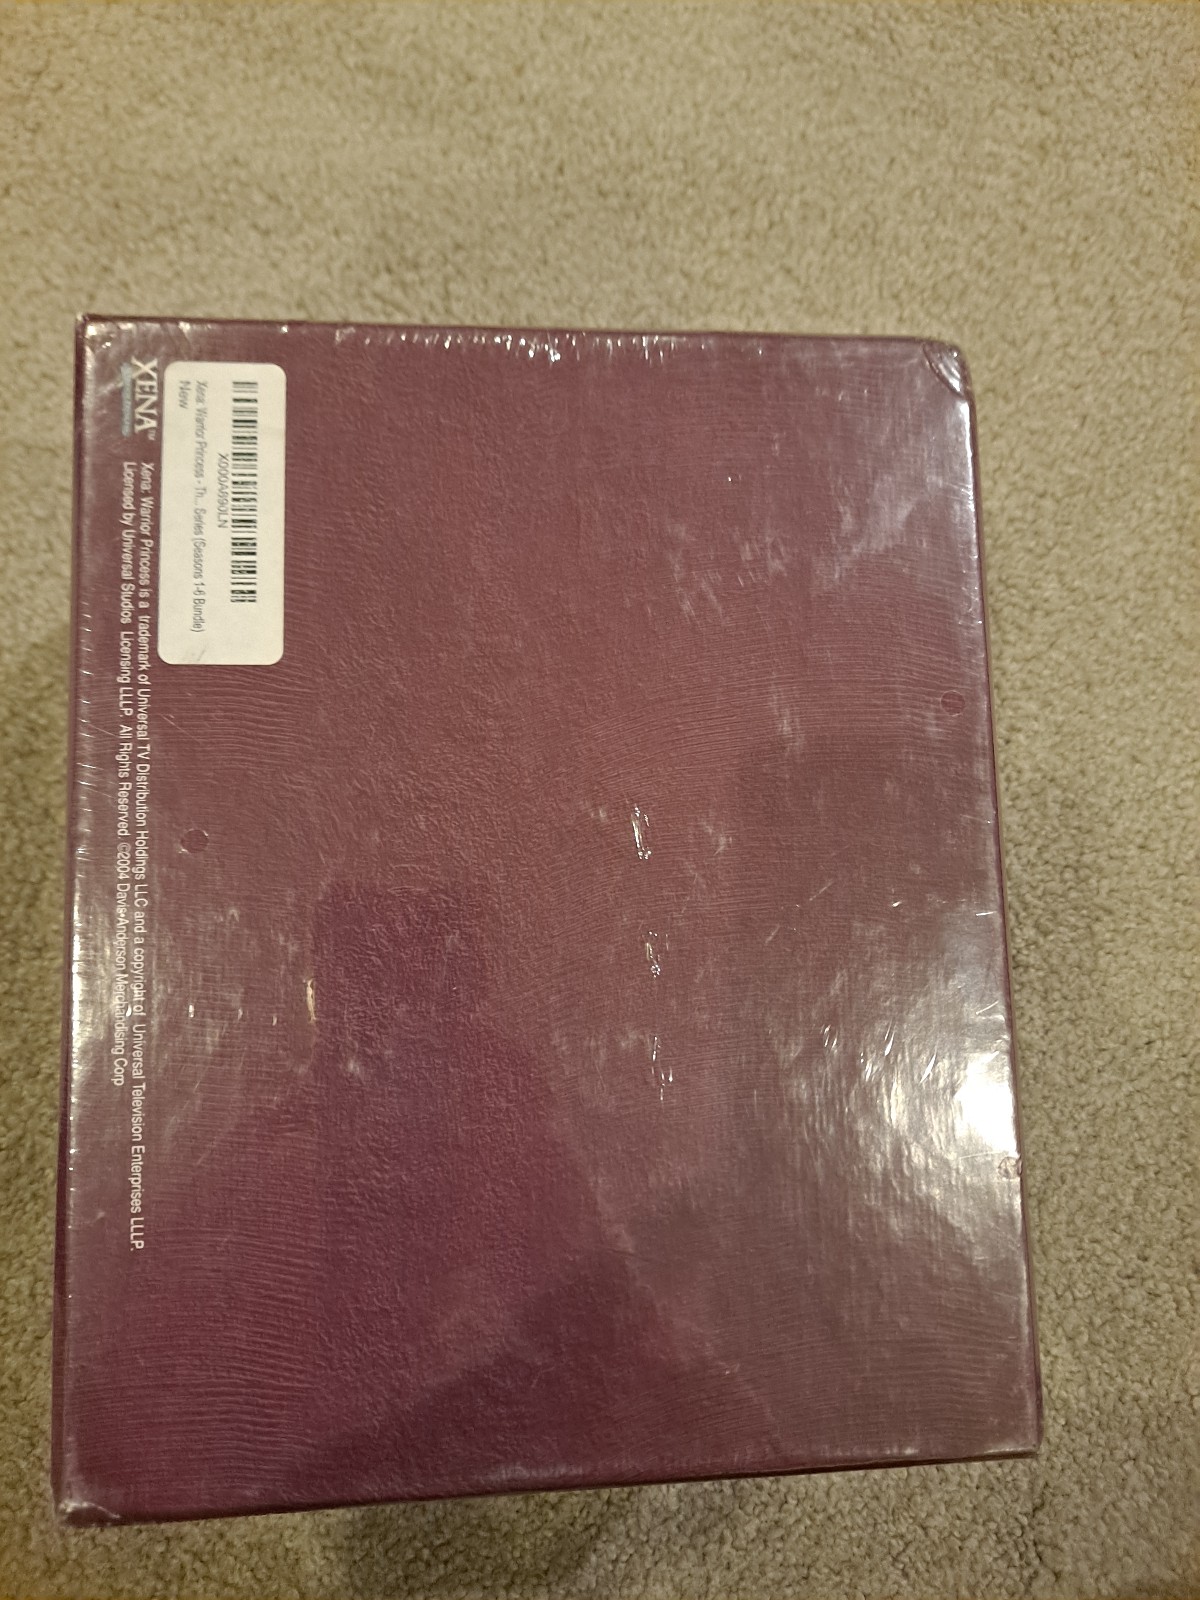 X000A890LN
Xena: Warrior Princess - Th... Series (Seasons 1-6 Bundle)
New
XENA™
Xena: Warrior Princess is a trademark of Universal TV Distribution Holdings LLC and a copyright of Universal Television Enterprises LLLP.
Licensed by Universal Studios Licensing LLLP. All Rights Reserved. ©2004 Davis•Anderson Merchandising Corp